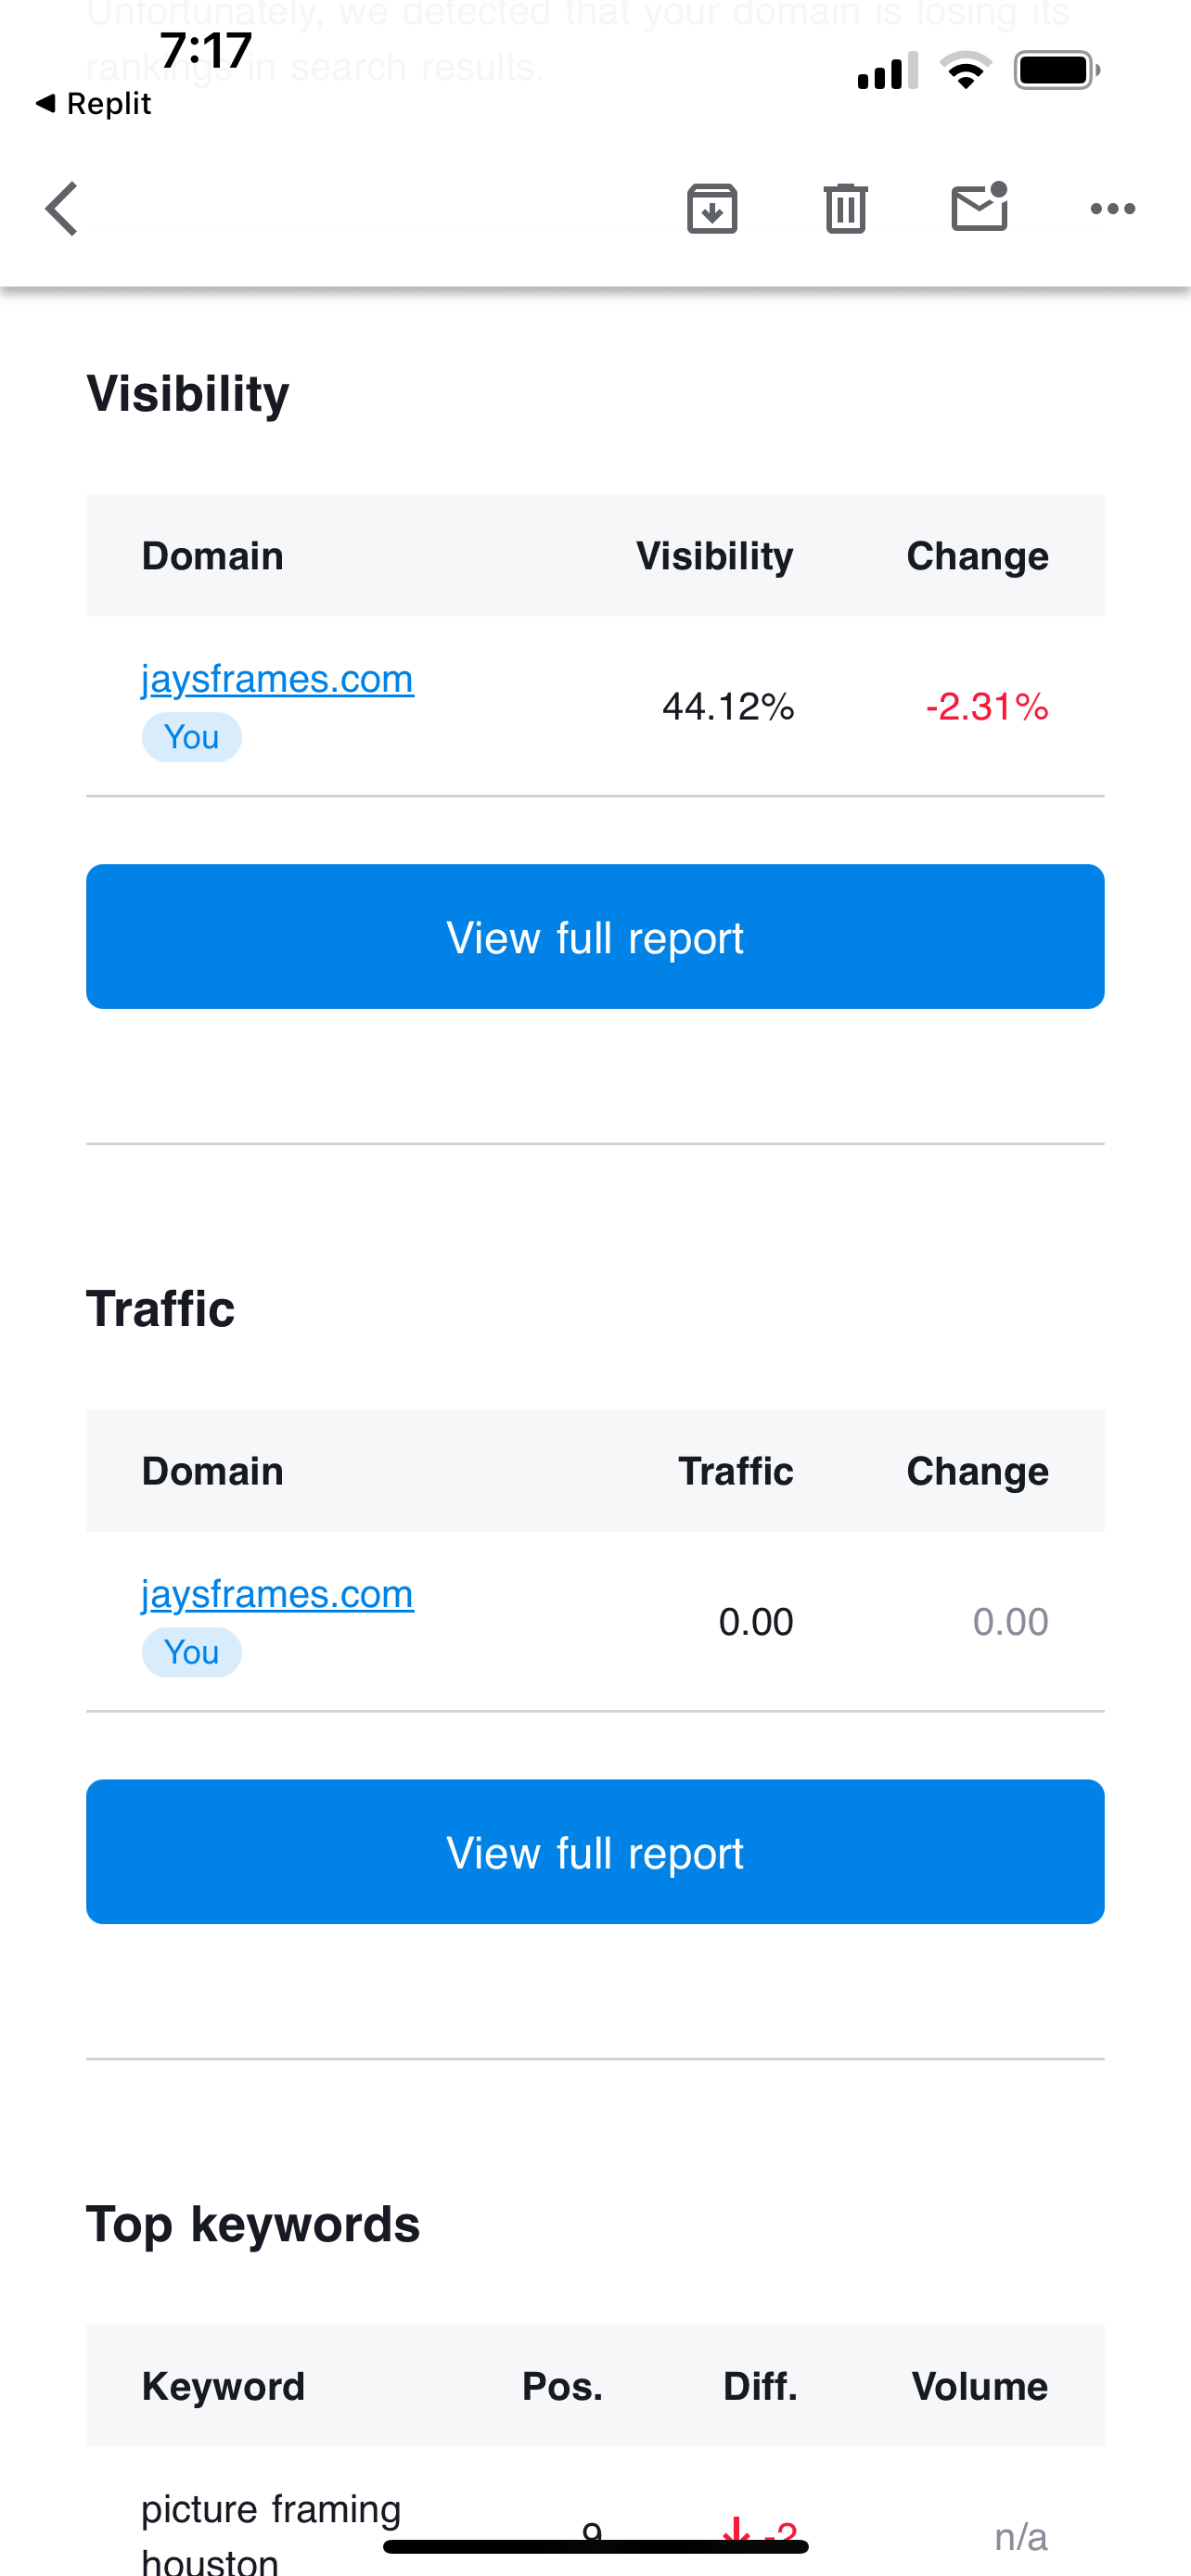 Unfortunately, we detected that your domain is losing its
rankings in search results.
7:17
Replit
Visibility
Domain Visibility Change
jaysframes.com
You
44.12% -2.31%
View full report
Traffic
Domain Traffic Change
jaysframes.com
You
0.00 0.00
View full report
Top keywords
Keyword Pos. Diff. Volume
picture framing
houston
9 -2 n/a